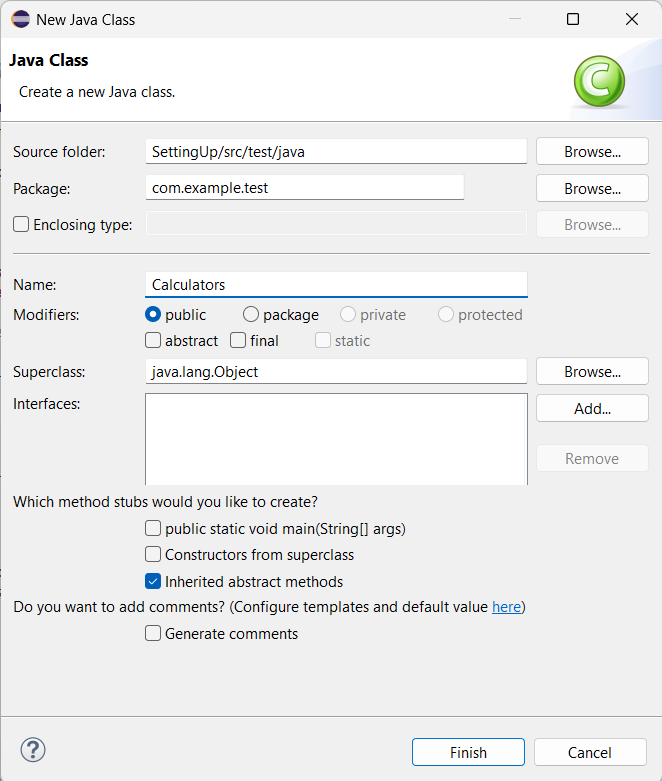 New Java Class
Java Class
Create a new Java class.
Source folder: SettingUp/src/test/java Browse...
Package: com.example.test Browse...
Enclosing type: Browse...
Name: Calculators
Modifiers: public package private protected
abstract final static
Superclass: java.lang.Object Browse...
Interfaces: Add...
Remove
Which method stubs would you like to create?
public static void main(String[] args)
Constructors from superclass
Inherited abstract methods
Do you want to add comments? (Configure templates and default value here)
Generate comments
? Finish Cancel